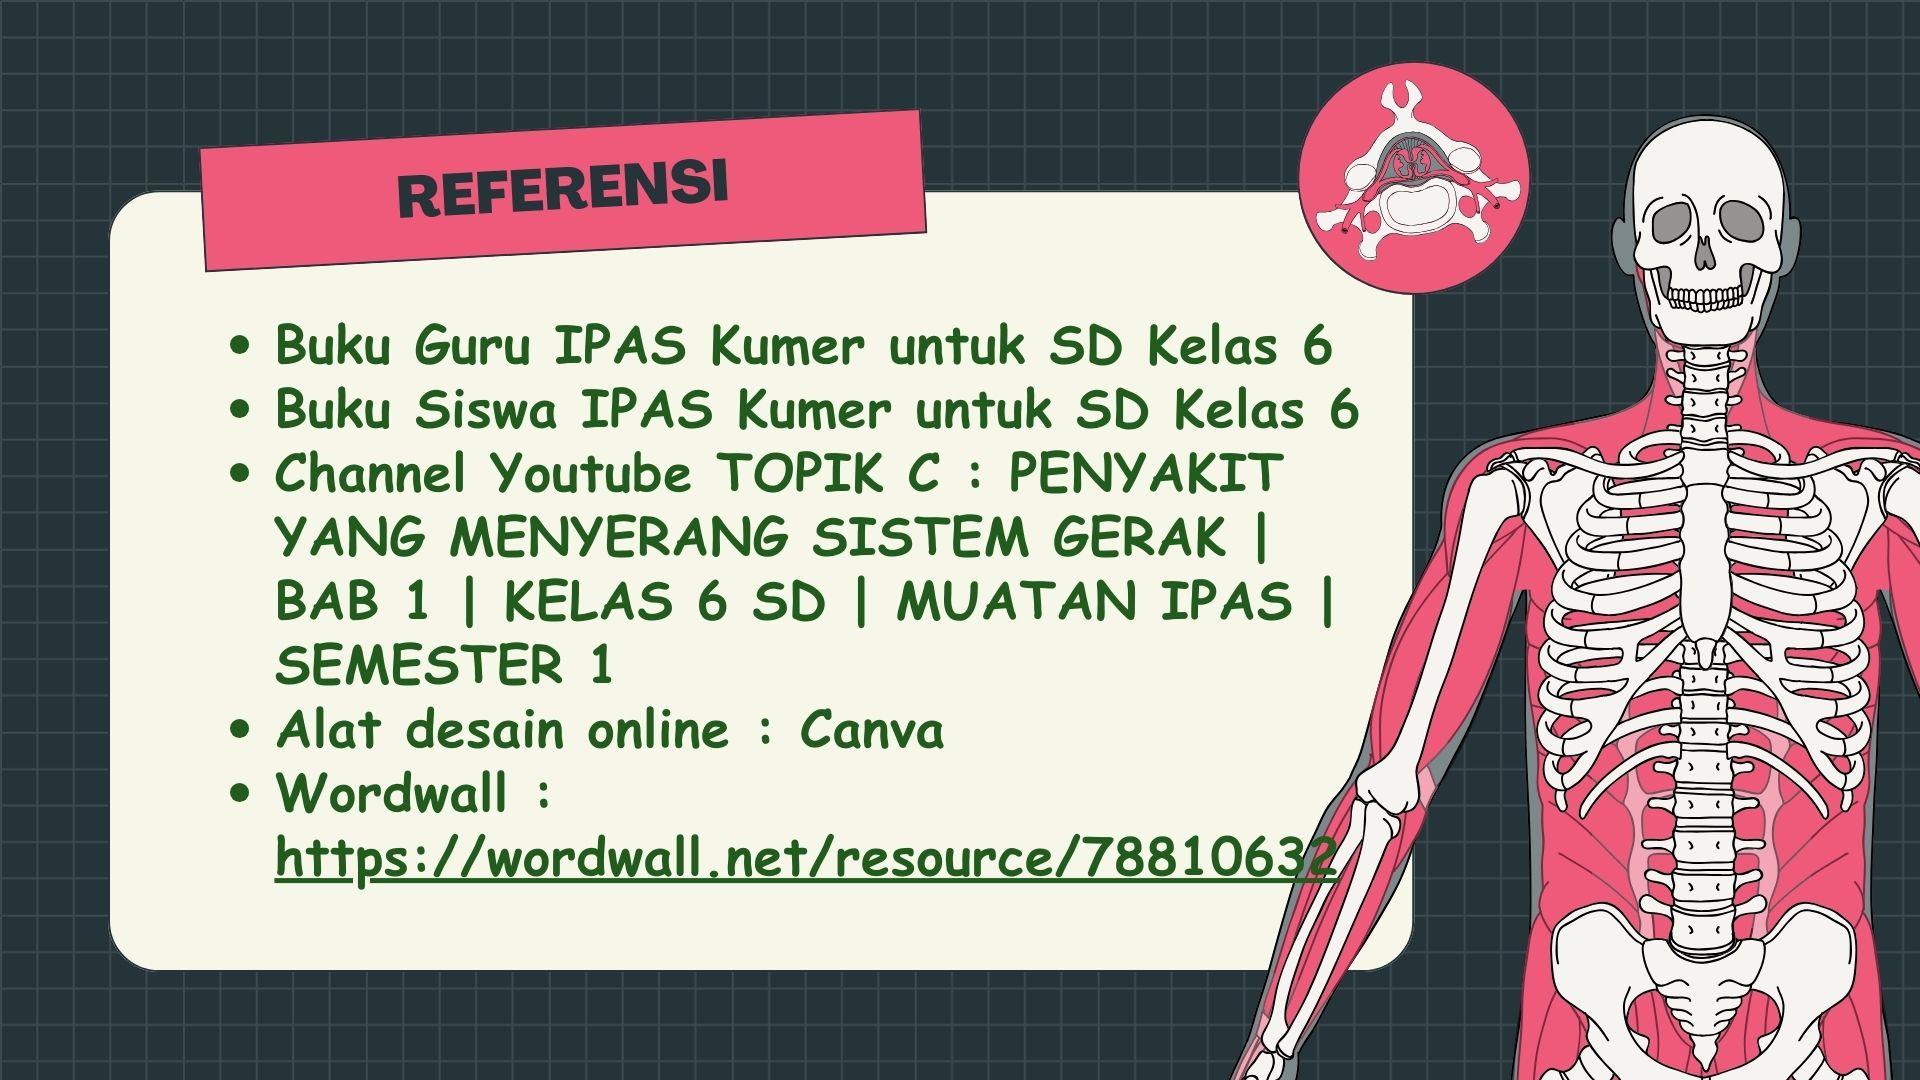 REFERENSI
• Buku Guru IPAS Kumer untuk SD Kelas 6
• Buku Siswa IPAS Kumer untuk SD Kelas 6
• Channel Youtube TOPIK C : PENYAKIT
YANG MENYERANG SISTEM GERAK |
BAB 1 | KELAS 6 SD | MUATAN IPAS |
SEMESTER 1
• Alat desain online : Canva
• Wordwall :
https://wordwall.net/resource/78810632